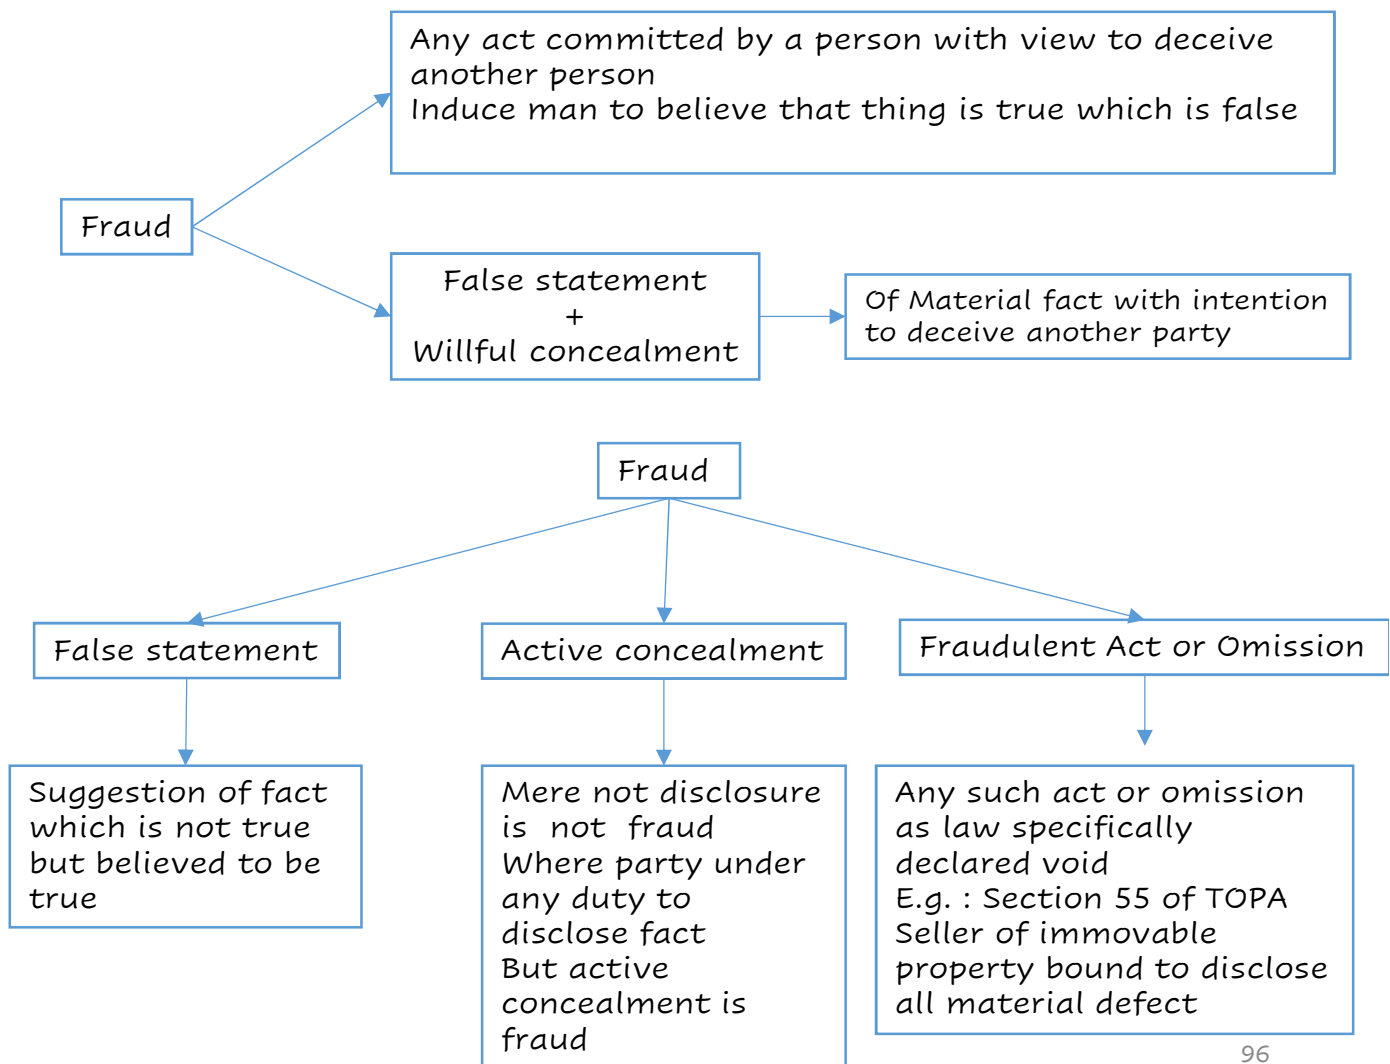 Any act committed by a person with view to deceive
another person
Induce man to believe that thing is true which is false
Fraud
False statement
+
Willful concealment
Of Material fact with intention
to deceive another party
Fraud
False statement
Active concealment
Fraudulent Act or Omission
Suggestion of fact
which is not true
but believed to be
true
Mere not disclosure
is not fraud
Where party under
any duty to
disclose fact
But active
concealment is
fraud
Any such act or omission
as law specifically
declared void
E.g. : Section 55 of TOPA
Seller of immovable
property bound to disclose
all material defect
96